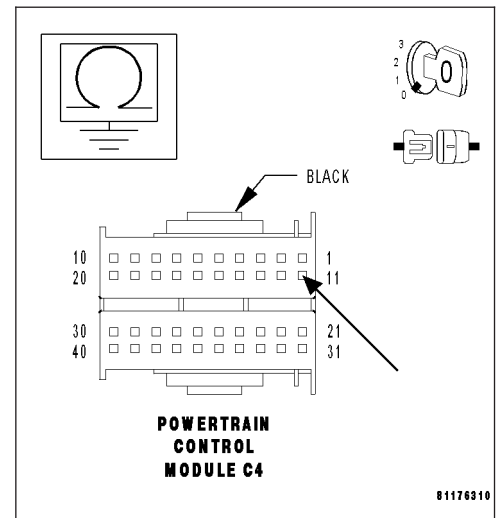 3
2
1
0
BLACK
10 1
20 11
30 21
40 31
POWERTRAIN
CONTROL
MODULE C4
81176310